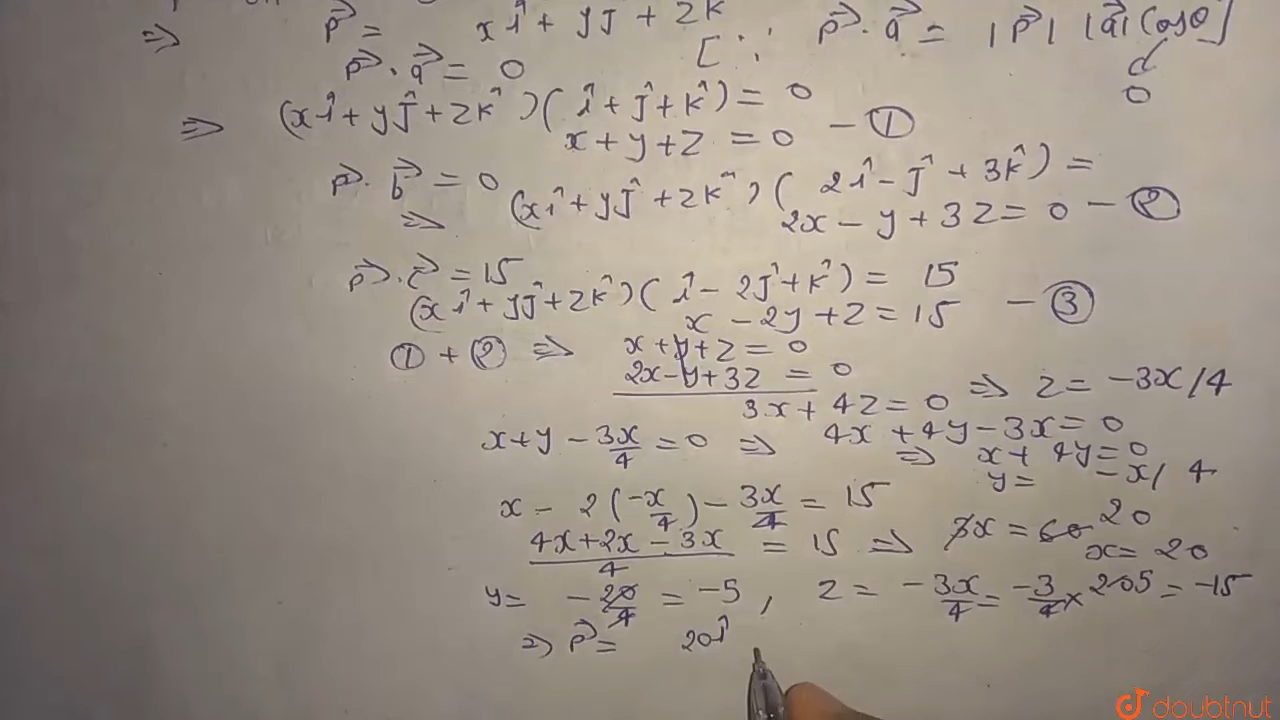 ⇒ p⃗ = xî + yĵ + zk̂ [∵ p⃗ . a⃗ = |p⃗| |a⃗| cosθ]
p⃗ . a⃗ = 0
0
⇒ (xî + yĵ + zk̂)(î + ĵ + k̂) = 0
x + y + z = 0 — ①
p⃗ . b⃗ = 0
⇒ (xî + yĵ + zk̂)(2î - ĵ + 3k̂) =
2x - y + 3z = 0 — ②
p⃗ . c⃗ = 15
(xî + yĵ + zk̂)(î - 2ĵ + k̂) = 15
x - 2y + z = 15 — ③
① + ② ⇒ x + y + z = 0
2x - y + 3z = 0
3x + 4z = 0 ⇒ z = -3x/4
x + y - 3x/4 = 0 ⇒ 4x + 4y - 3x = 0
⇒ x + 4y = 0
y = -x/4
x - 2(-x/4) - 3x/4 = 15
(4x + 2x - 3x)/4 = 15 ⇒ 3x = 60 20
x = 20
y = -20/4 = -5 , z = -3x/4 = -3/4 × 20 5 = -15
⇒ p⃗ = 20î
doubtnut